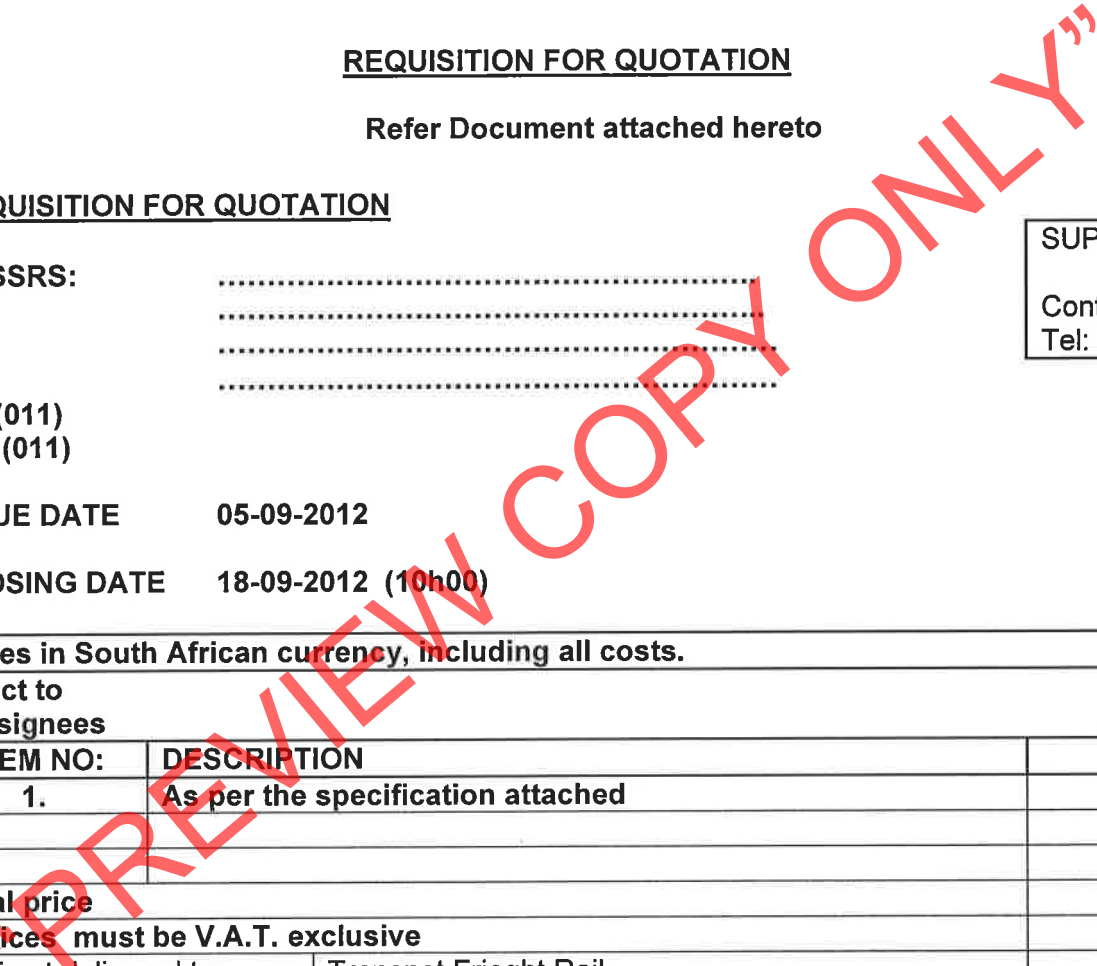 REQUISITION FOR QUOTATION
Refer Document attached hereto
QUISITION FOR QUOTATION
SSRS:
SUP
Cont
Tel:
(011)
(011)
UE DATE 05-09-2012
OSING DATE 18-09-2012 (10h00)
es in South African currency, including all costs.
ct to
signees
EM NO: DESCRIPTION
1. As per the specification attached
al price
ices must be V.A.T. exclusive
PREVIEW COPY ONLY”